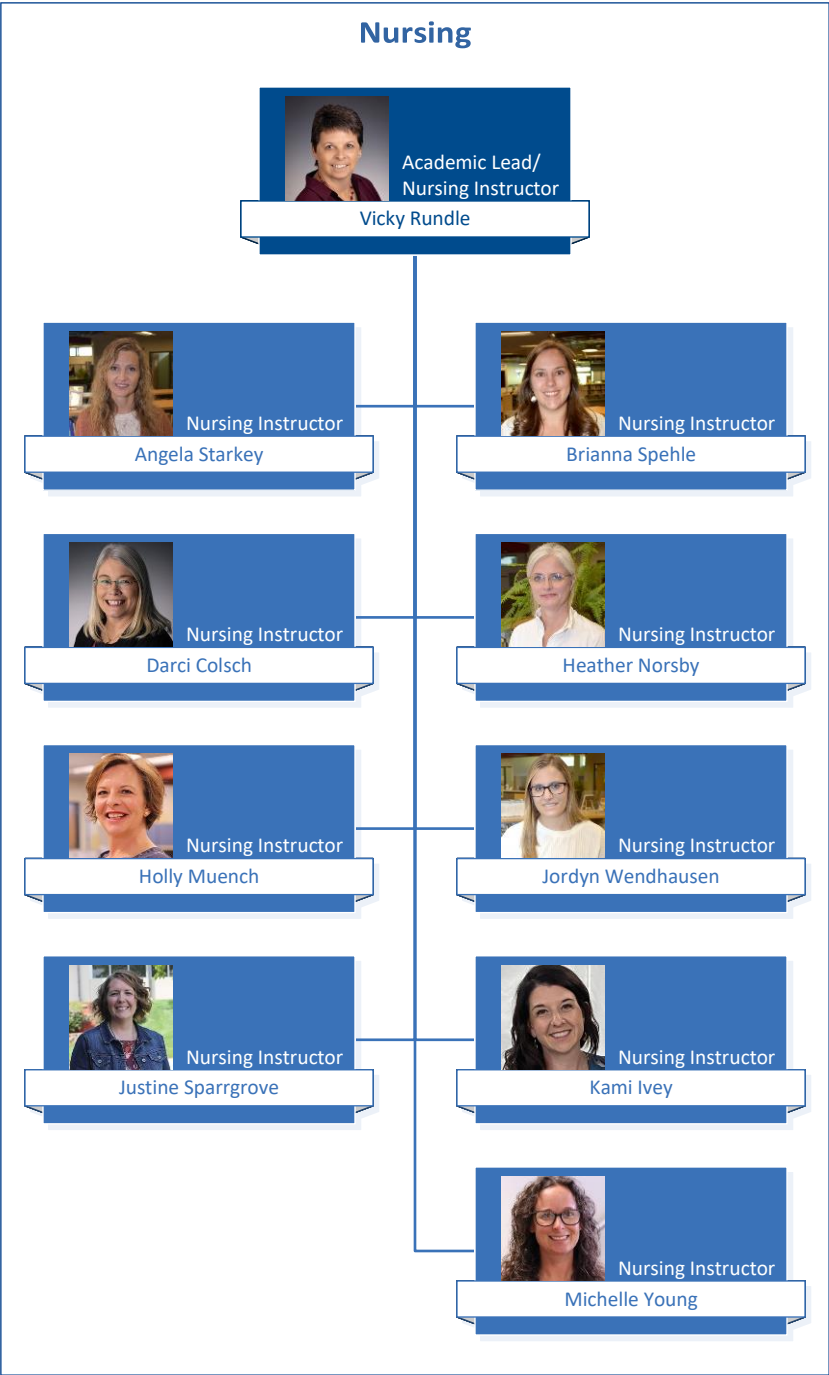 Nursing
Academic Lead/
Nursing Instructor
Vicky Rundle
Nursing Instructor
Angela Starkey
Nursing Instructor
Brianna Spehle
Nursing Instructor
Darci Colsch
Nursing Instructor
Heather Norsby
Nursing Instructor
Holly Muench
Nursing Instructor
Jordyn Wendhausen
Nursing Instructor
Justine Sparrgrove
Nursing Instructor
Kami Ivey
Nursing Instructor
Michelle Young